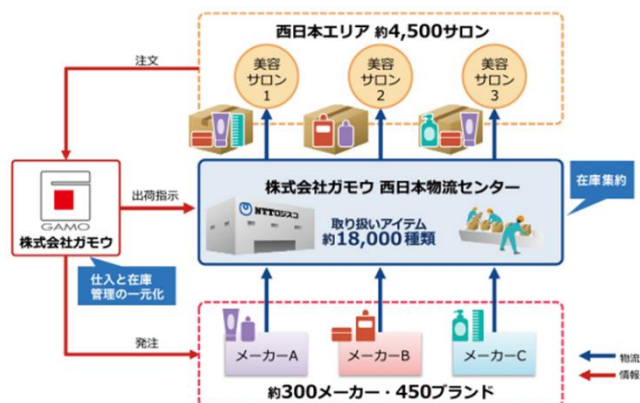 西日本エリア 約4,500サロン
美容
サロン
1
美容
サロン
2
美容
サロン
3
注文
GAMO
株式会社ガモウ
仕入と在庫
管理の一元化
出荷指示
株式会社ガモウ 西日本物流センター
NTTロジスコ
取り扱いアイテム
約18,000種類
在庫集約
発注
メーカーA
メーカーB
メーカーC
約300メーカー・450ブランド
物流
情報